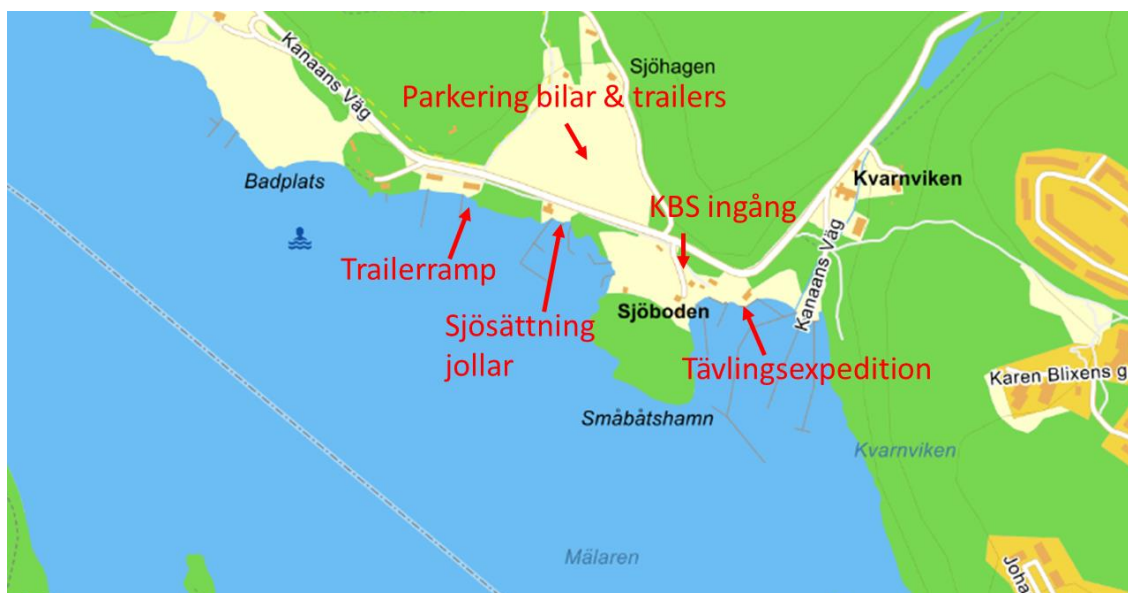 Kanaans Väg
Sjöhagen
Parkering bilar & trailers
Badplats
Kvarnviken
KBS ingång
Trailerramp
Kanaans Väg
Sjösättning
jollar
Sjöboden
Tävlingsexpedition
Karen Blixens g
Småbåtshamn
Kvarnviken
Mälaren
Joha